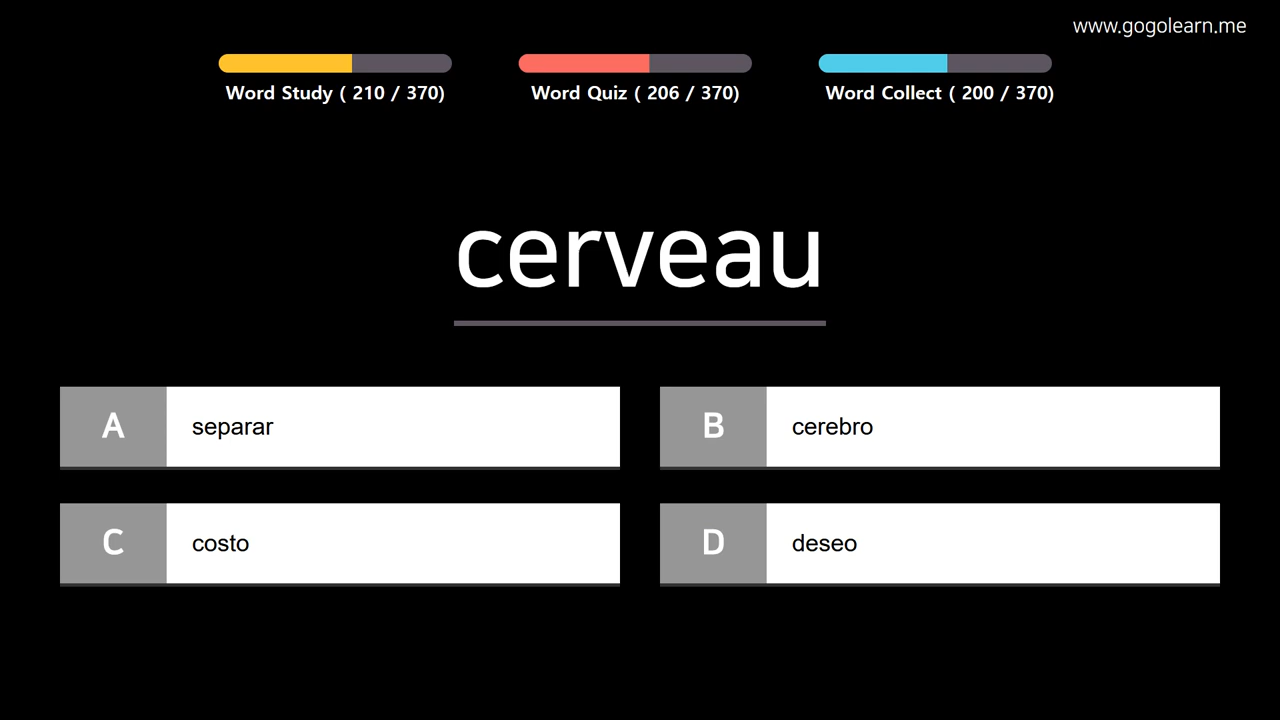 www.gogolearn.me
Word Study ( 210 / 370)
Word Quiz ( 206 / 370)
Word Collect ( 200 / 370)
cerveau
A separar
B cerebro
C costo
D deseo